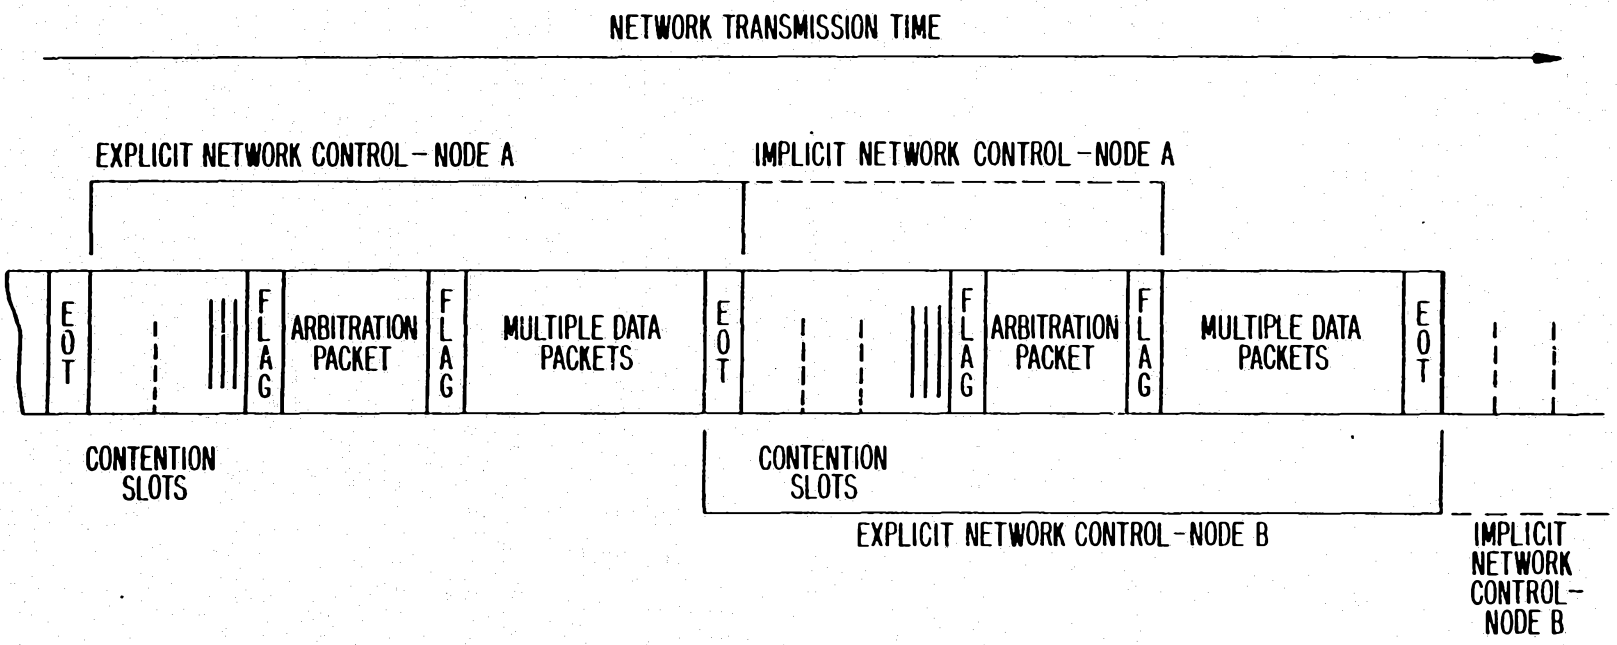 NETWORK TRANSMISSION TIME
EXPLICIT NETWORK CONTROL-NODE A
IMPLICIT NETWORK CONTROL-NODE A
EOT
FLAG
ARBITRATION
PACKET
FLAG
MULTIPLE DATA
PACKETS
EOT
FLAG
ARBITRATION
PACKET
FLAG
MULTIPLE DATA
PACKETS
EOT
CONTENTION
SLOTS
CONTENTION
SLOTS
EXPLICIT NETWORK CONTROL-NODE B
IMPLICIT
NETWORK
CONTROL-
NODE B